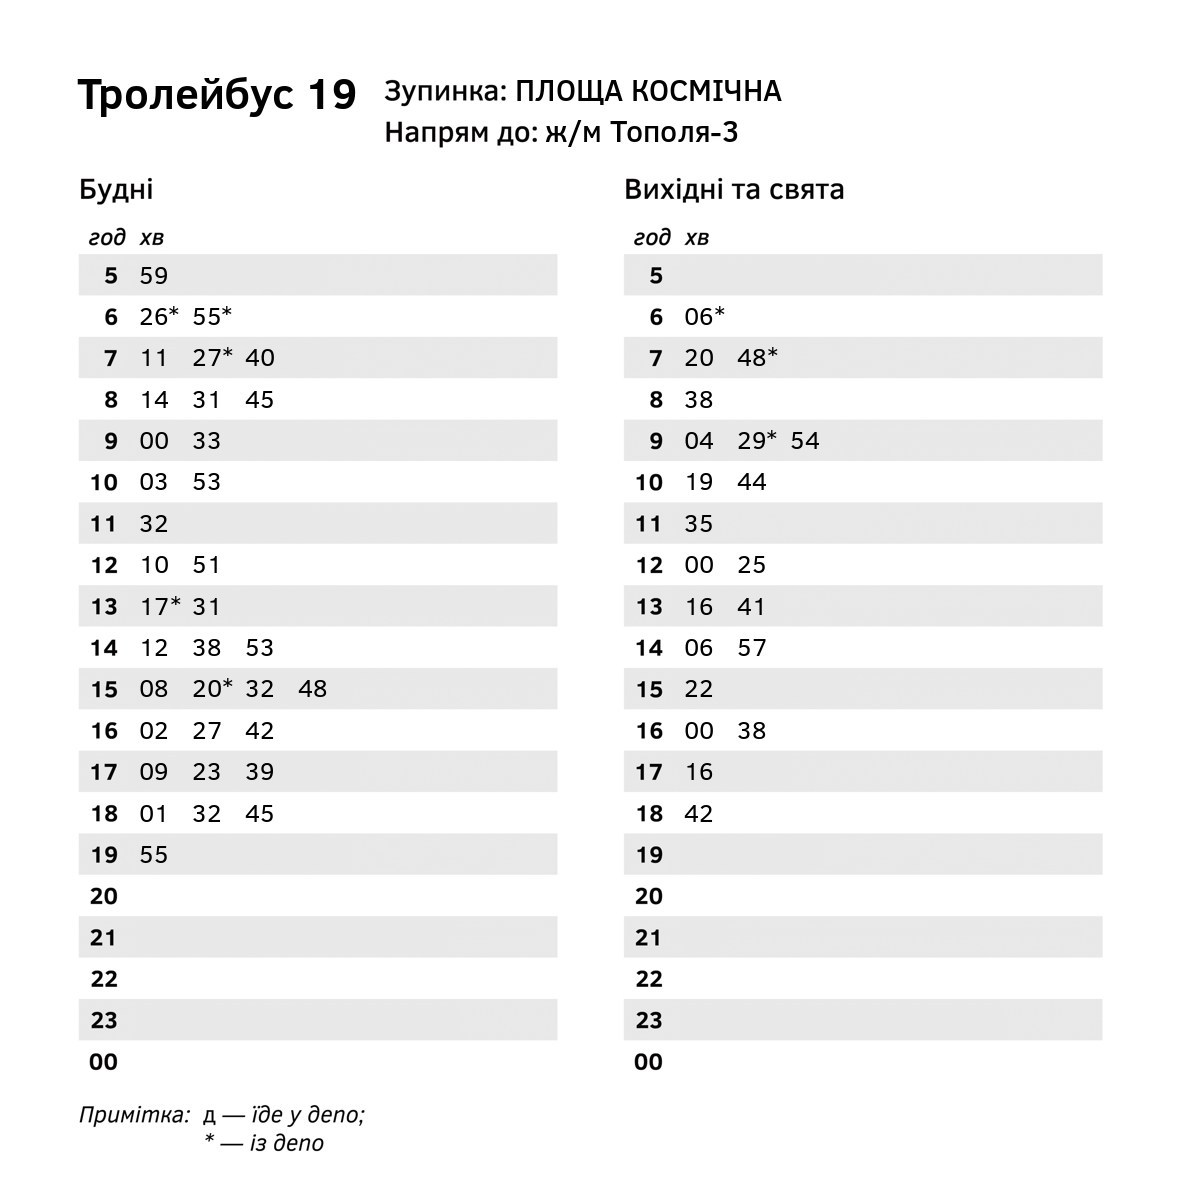 Тролейбус 19
Зупинка: ПЛОЩА КОСМІЧНА
Напрям до: ж/м Тополя-3
Будні
год хв
5 59
6 26* 55*
7 11 27* 40
8 14 31 45
9 00 33
10 03 53
11 32
12 10 51
13 17* 31
14 12 38 53
15 08 20* 32 48
16 02 27 42
17 09 23 39
18 01 32 45
19 55
20
21
22
23
00
Вихідні та свята
год хв
5
6 06*
7 20 48*
8 38
9 04 29* 54
10 19 44
11 35
12 00 25
13 16 41
14 06 57
15 22
16 00 38
17 16
18 42
19
20
21
22
23
00
Примітка: д — їде у депо;
* — із депо